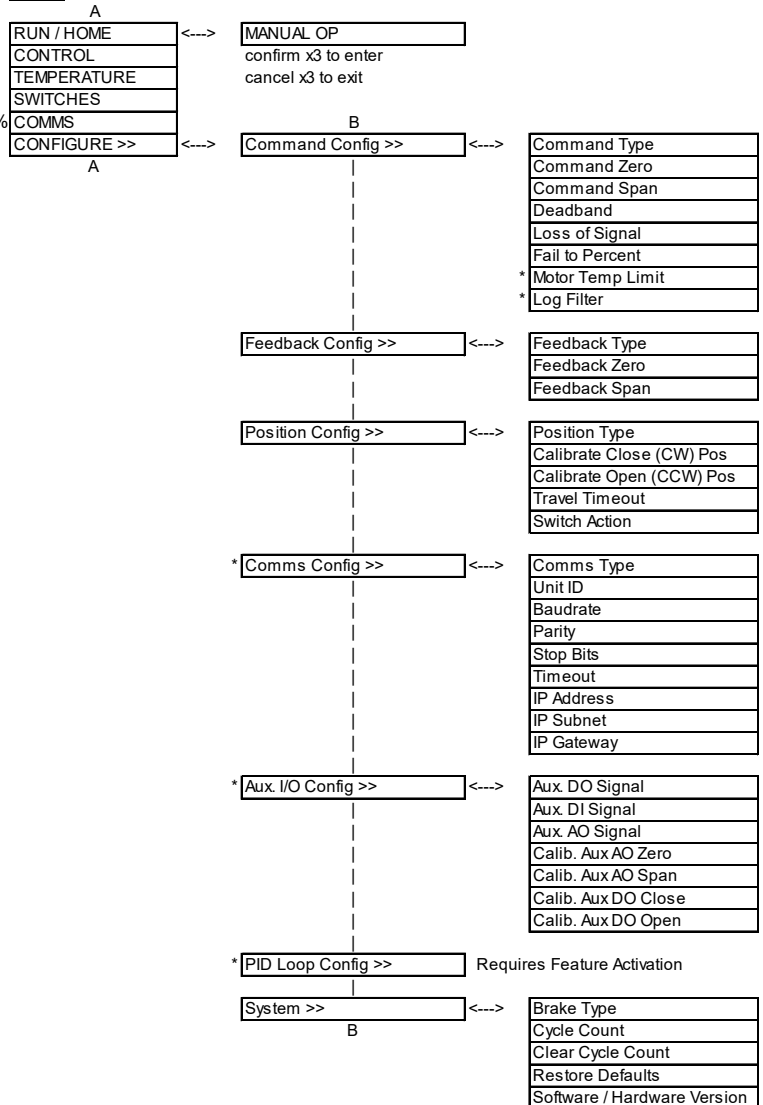 A
RUN / HOME <---> MANUAL OP
CONTROL confirm x3 to enter
TEMPERATURE cancel x3 to exit
SWITCHES
% COMMS B
CONFIGURE >> <---> Command Config >> <---> Command Type
A Command Zero
Command Span
Deadband
Loss of Signal
Fail to Percent
* Motor Temp Limit
* Log Filter
Feedback Config >> <---> Feedback Type
Feedback Zero
Feedback Span
Position Config >> <---> Position Type
Calibrate Close (CW) Pos
Calibrate Open (CCW) Pos
Travel Timeout
Switch Action
* Comms Config >> <---> Comms Type
Unit ID
Baudrate
Parity
Stop Bits
Timeout
IP Address
IP Subnet
IP Gateway
* Aux. I/O Config >> <---> Aux. DO Signal
Aux. DI Signal
Aux. AO Signal
Calib. Aux AO Zero
Calib. Aux AO Span
Calib. Aux DO Close
Calib. Aux DO Open
* PID Loop Config >> Requires Feature Activation
System >> <---> Brake Type
B Cycle Count
Clear Cycle Count
Restore Defaults
Software / Hardware Version